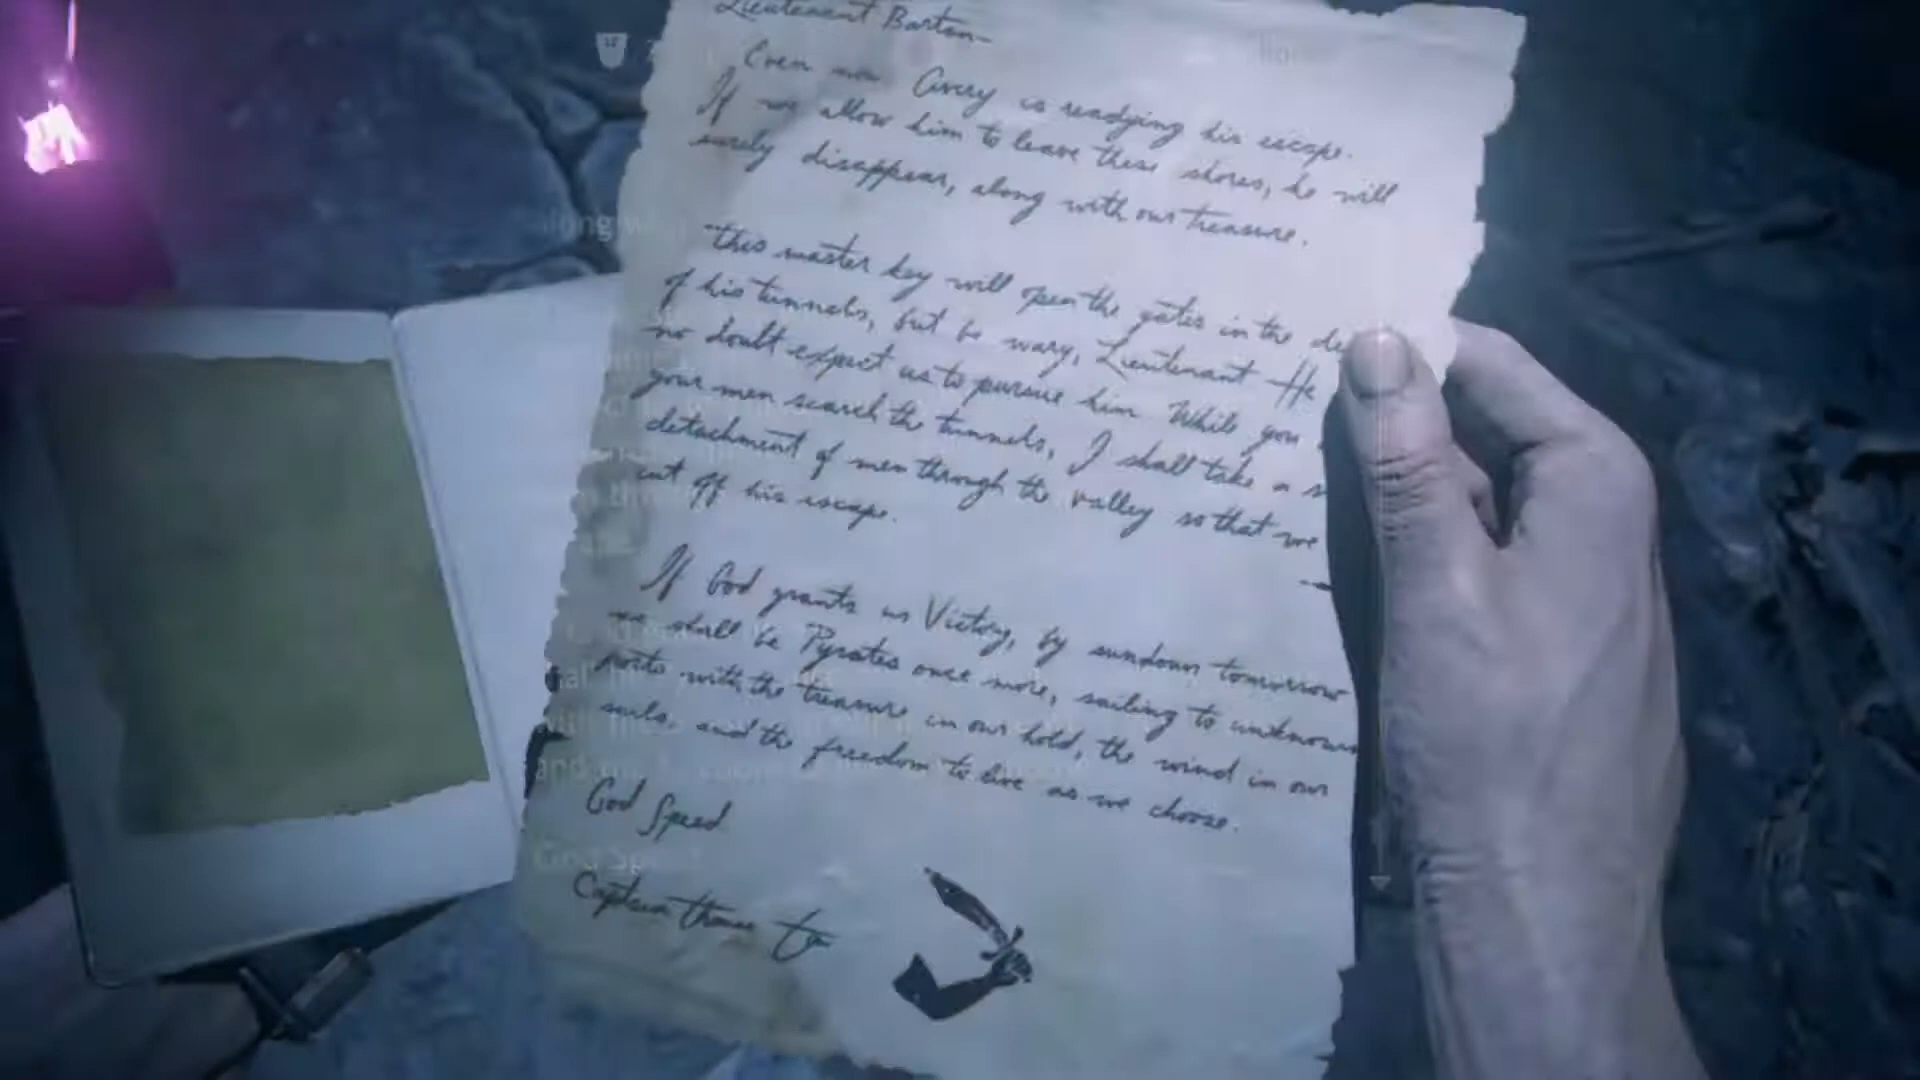 Lieutenant Barton—
Even now Avery is readying his escape.
If we allow him to leave these shores, he will
surely disappear, along with our treasure.
This master key will open the gates in the de
of his tunnels, but be wary, Lieutenant He
no doubt expect us to pursue him. While you
your men search the tunnels, I shall take a s
detachment of men through the valley so that we
cut off his escape.
If God grants us Victory, by sundown tomorrow
we shall be Pyrates once more, sailing to unknown
ports with the treasure in our hold, the wind in our
sails, and the freedom to live as we choose.
God Speed
Captain Thomas Tew